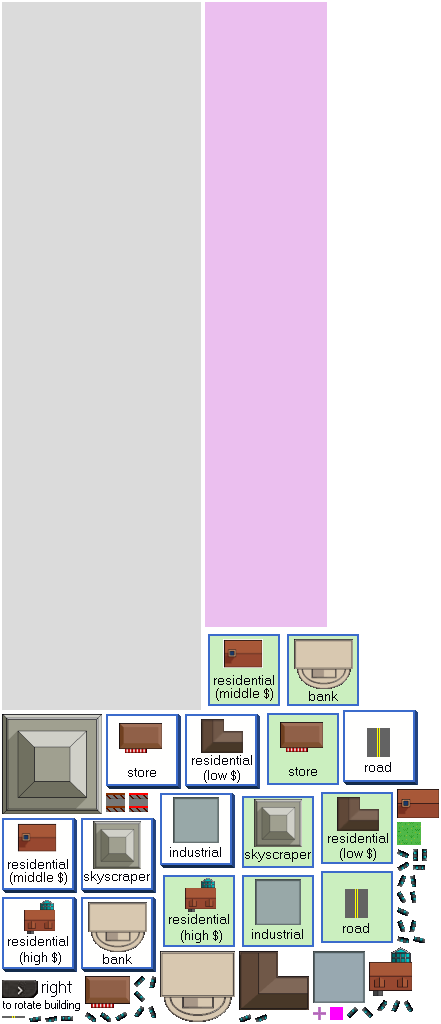 residential
(middle $)
bank
store
residential
(low $)
store
road
residential
(middle $)
skyscraper
industrial
skyscraper
residential
(low $)
residential
(high $)
bank
residential
(high $)
industrial
road
right
to rotate building